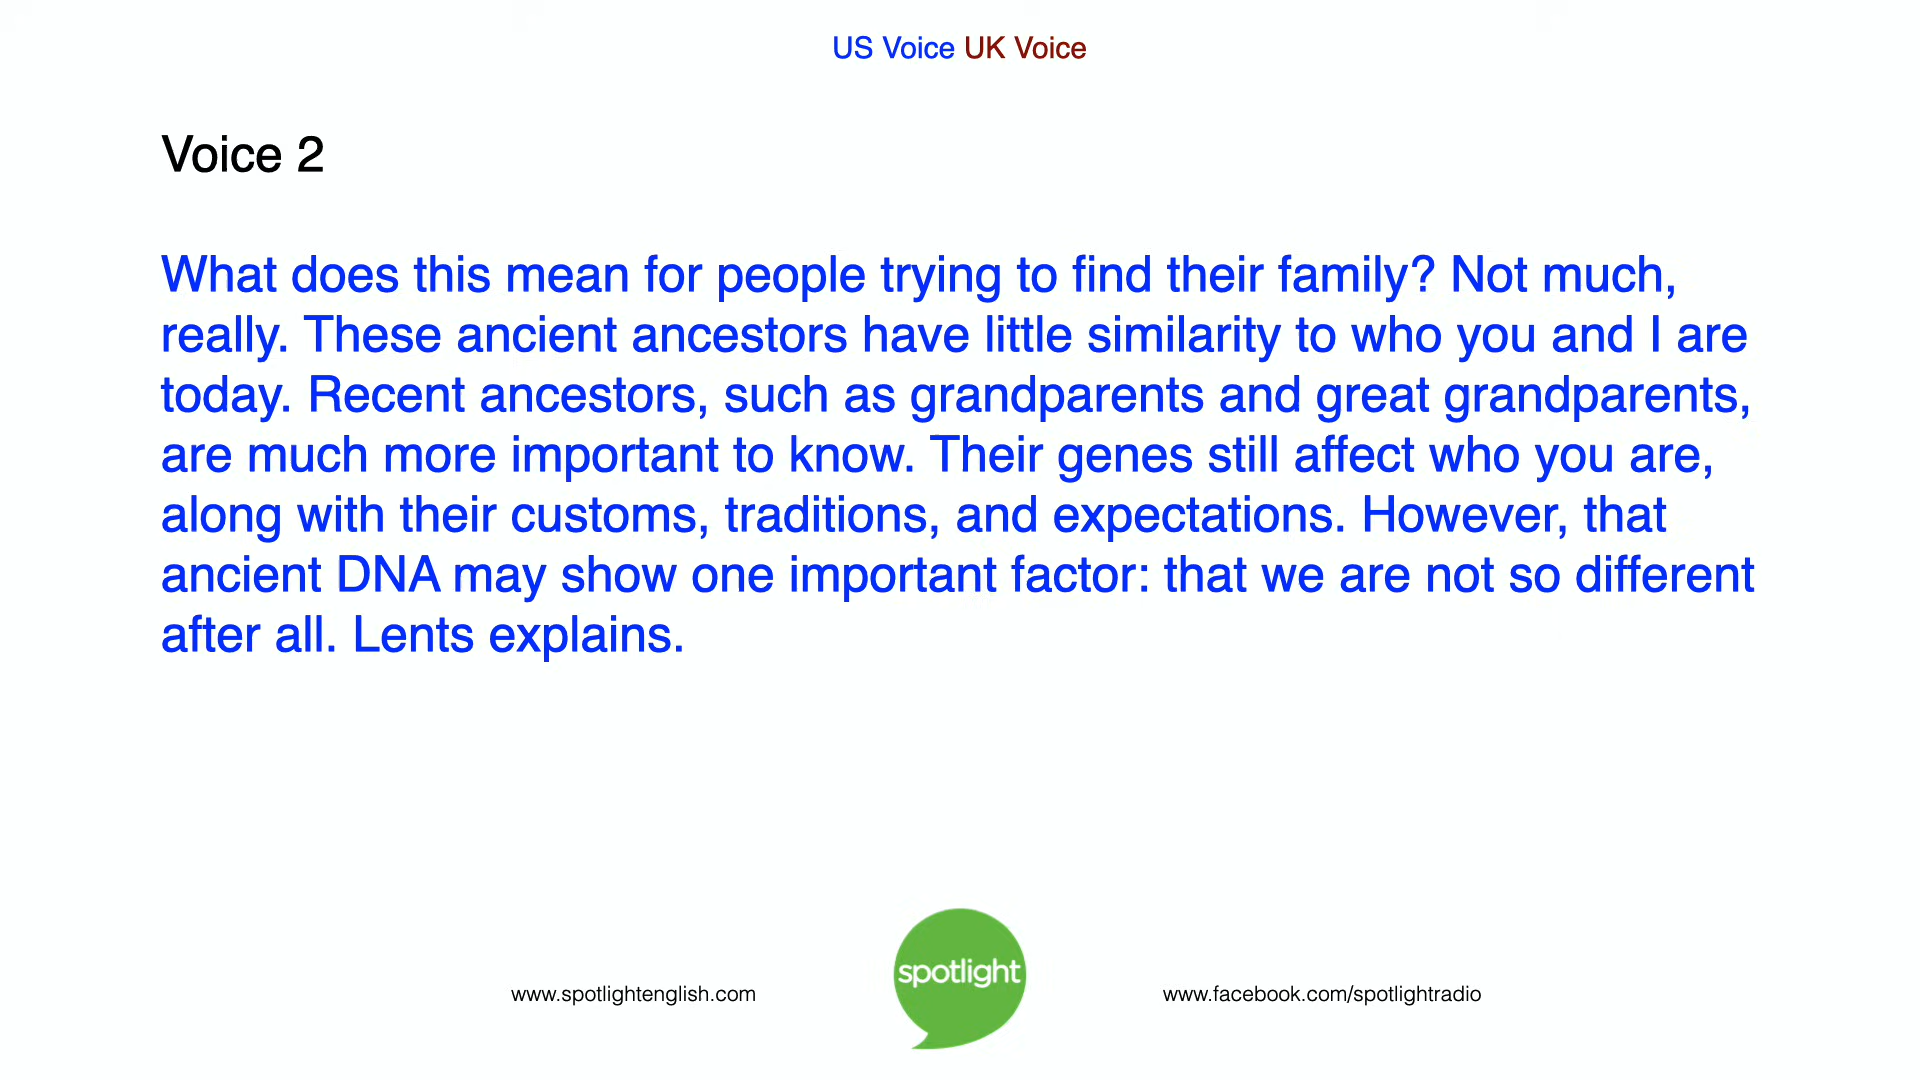 US Voice UK Voice
Voice 2
What does this mean for people trying to find their family? Not much,
really. These ancient ancestors have little similarity to who you and I are
today. Recent ancestors, such as grandparents and great grandparents,
are much more important to know. Their genes still affect who you are,
along with their customs, traditions, and expectations. However, that
ancient DNA may show one important factor: that we are not so different
after all. Lents explains.
spotlight
www.spotlightenglish.com
www.facebook.com/spotlightradio